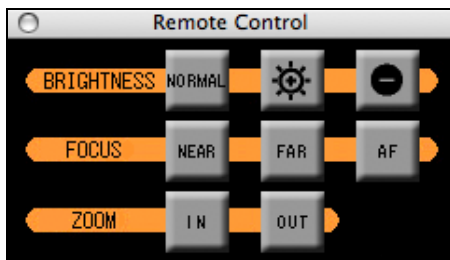 Remote Control
BRIGHTNESS NORMAL
FOCUS NEAR FAR AF
ZOOM IN OUT